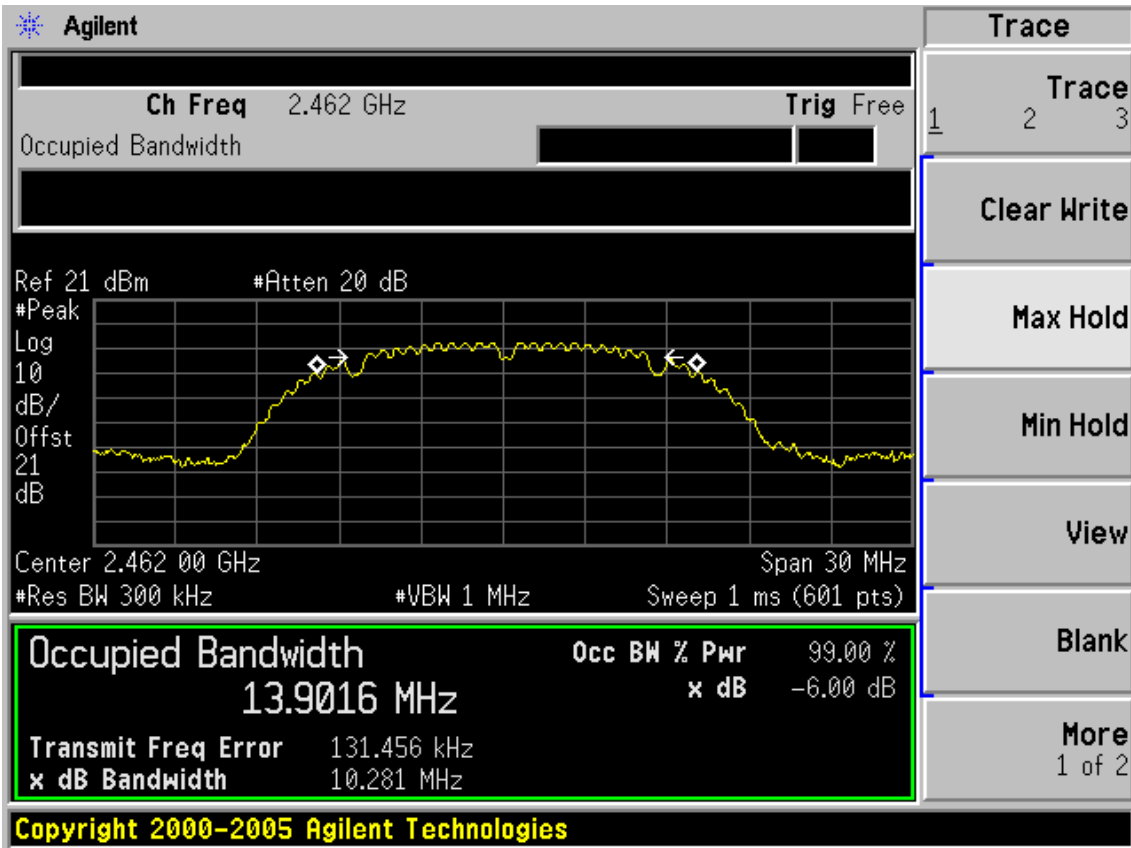 Agilent
Trace
Ch Freq 2.462 GHz Trig Free
Occupied Bandwidth
Trace
1 2 3
Clear Write
Max Hold
Min Hold
View
Blank
More
1 of 2
Ref 21 dBm #Atten 20 dB
#Peak
Log
10
dB/
Offst
21
dB
Center 2.462 00 GHz Span 30 MHz
#Res BW 300 kHz #VBW 1 MHz Sweep 1 ms (601 pts)
Occupied Bandwidth Occ BW % Pwr 99.00 %
13.9016 MHz x dB -6.00 dB
Transmit Freq Error 131.456 kHz
x dB Bandwidth 10.281 MHz
Copyright 2000-2005 Agilent Technologies